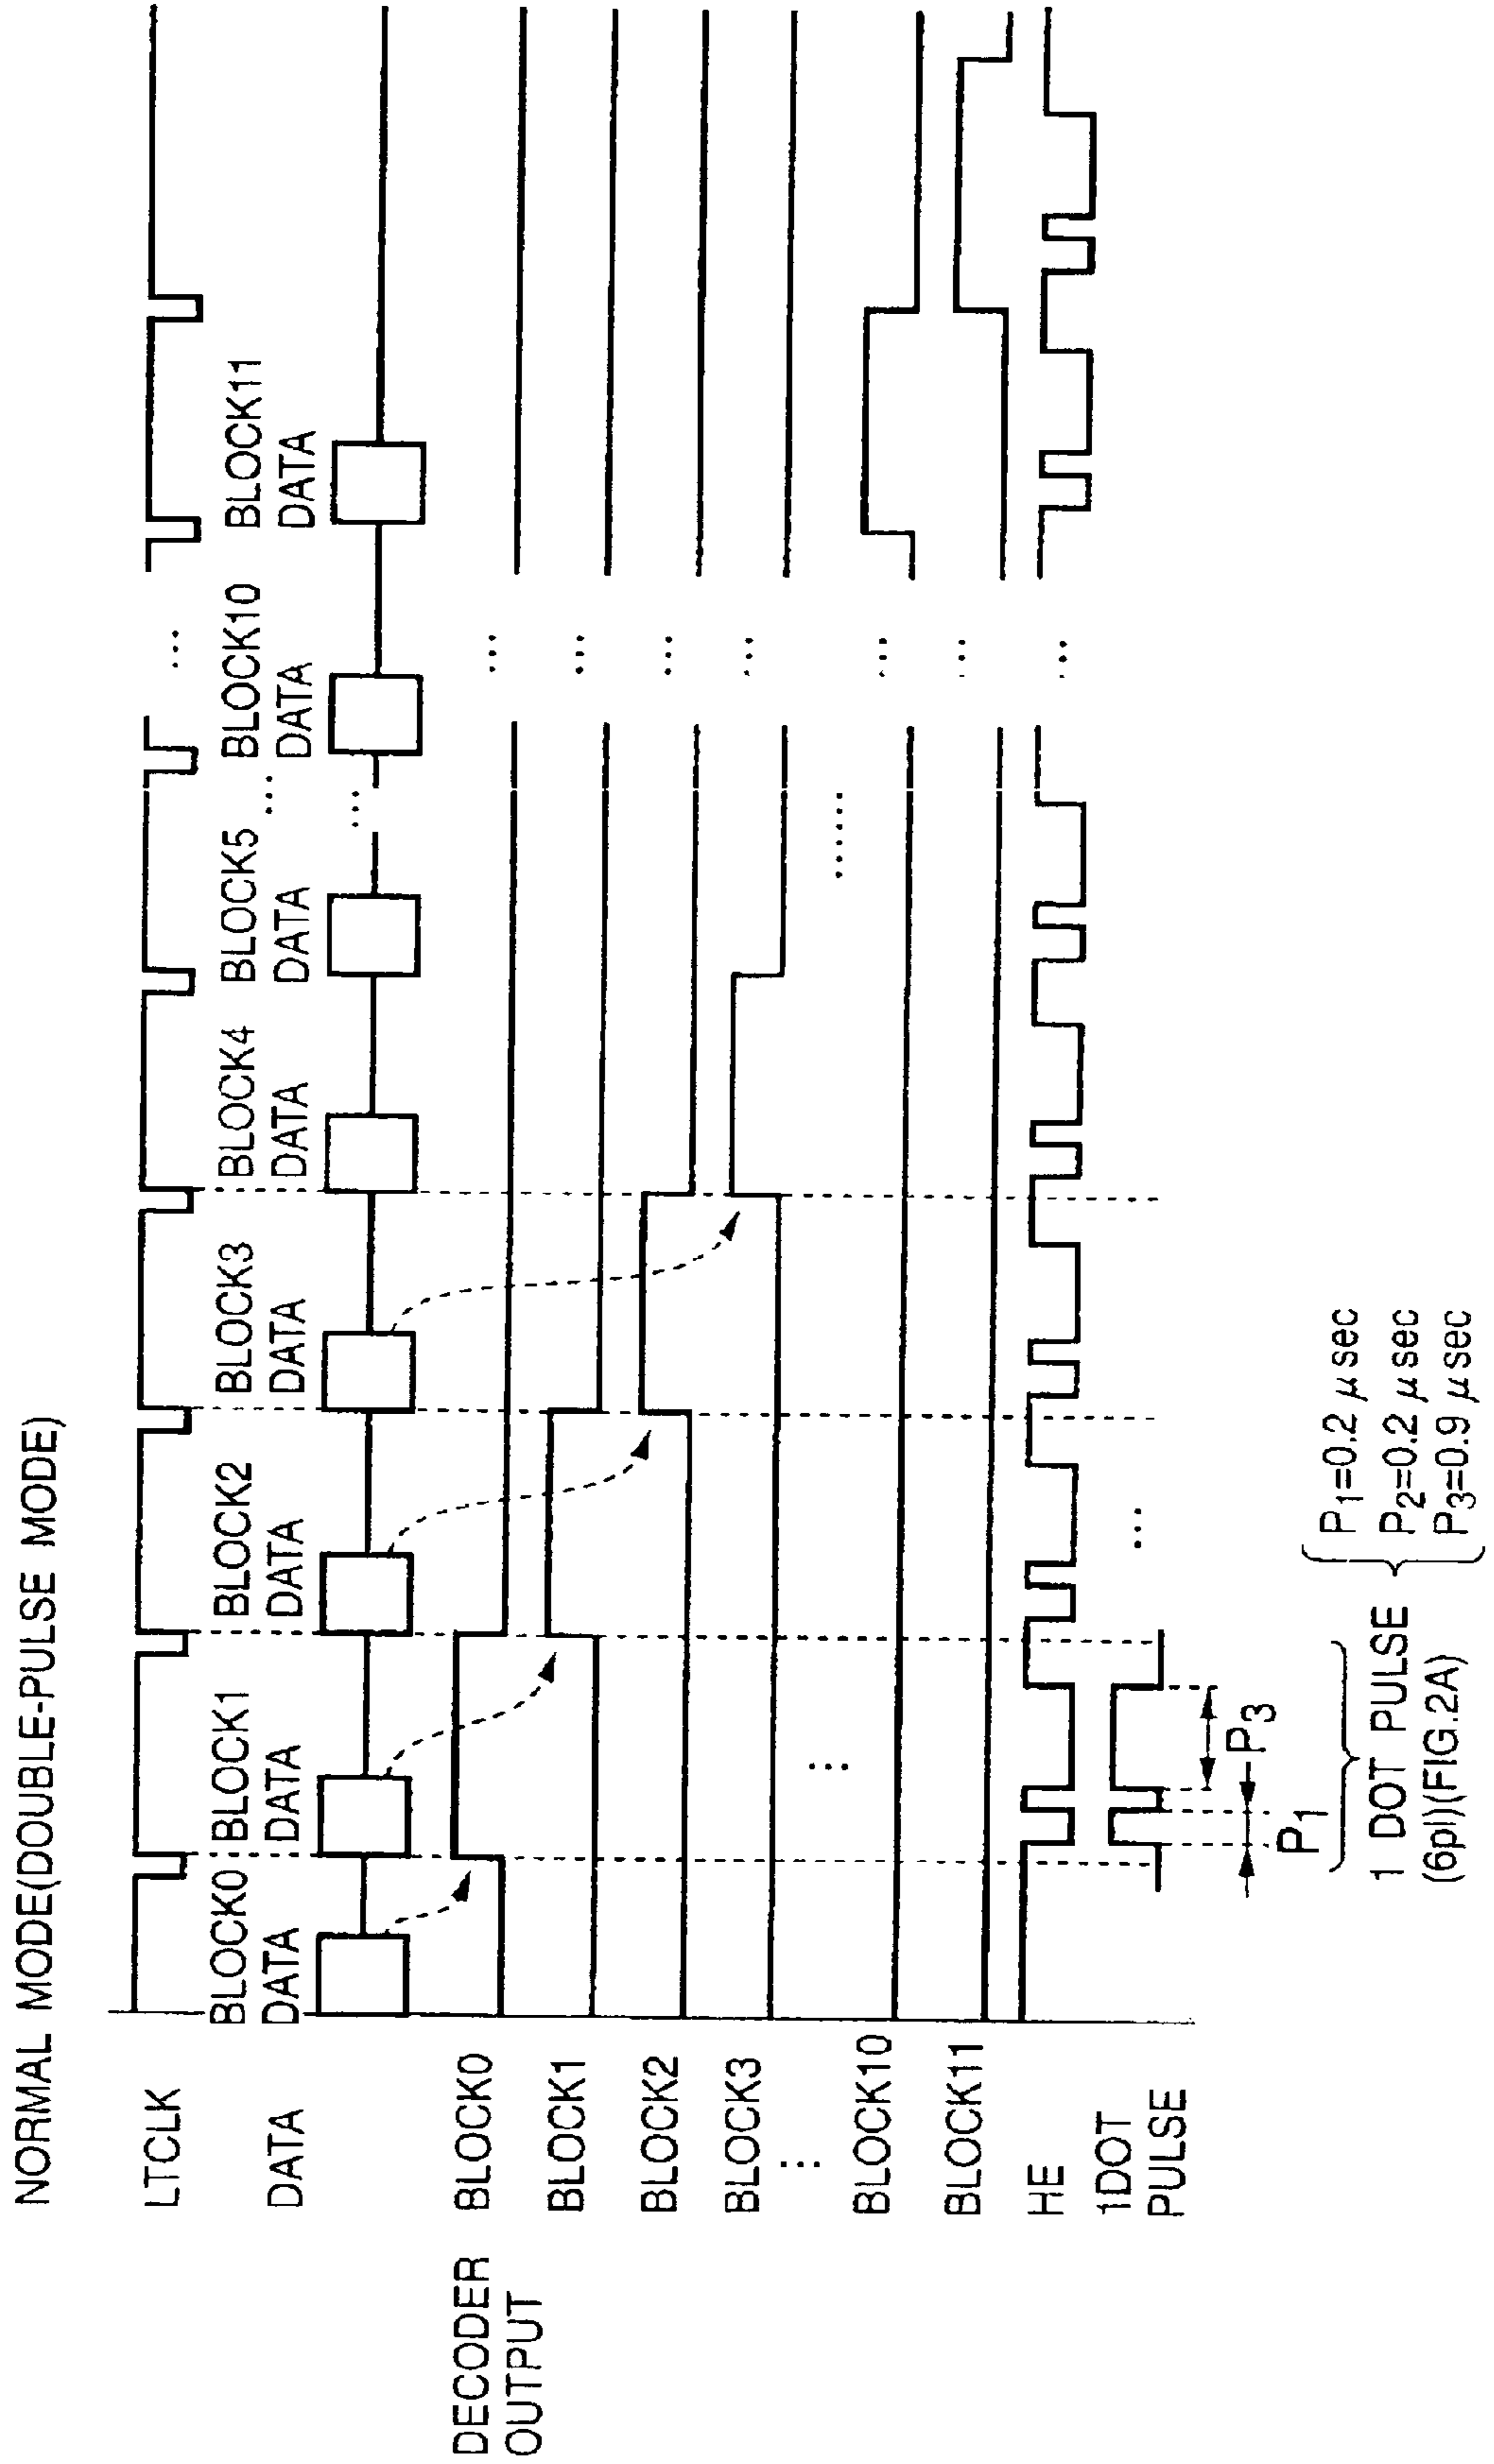 NORMAL MODE(DOUBLE-PULSE MODE)
LTCLK
...
DATA
BLOCK0
DATA
BLOCK1
DATA
BLOCK2
DATA
BLOCK3
DATA
BLOCK4
DATA
BLOCK5
DATA
...
...
BLOCK10
DATA
BLOCK11
DATA
DECODER
OUTPUT
BLOCK0
...
BLOCK1
...
BLOCK2
...
BLOCK3
...
...
...
......
BLOCK10
...
BLOCK11
...
HE
...
1DOT
PULSE
...
P1
P3
1 DOT PULSE
(6pl)(FIG.2A)
P1=0.2 μsec
P2=0.2 μsec
P3=0.9 μsec